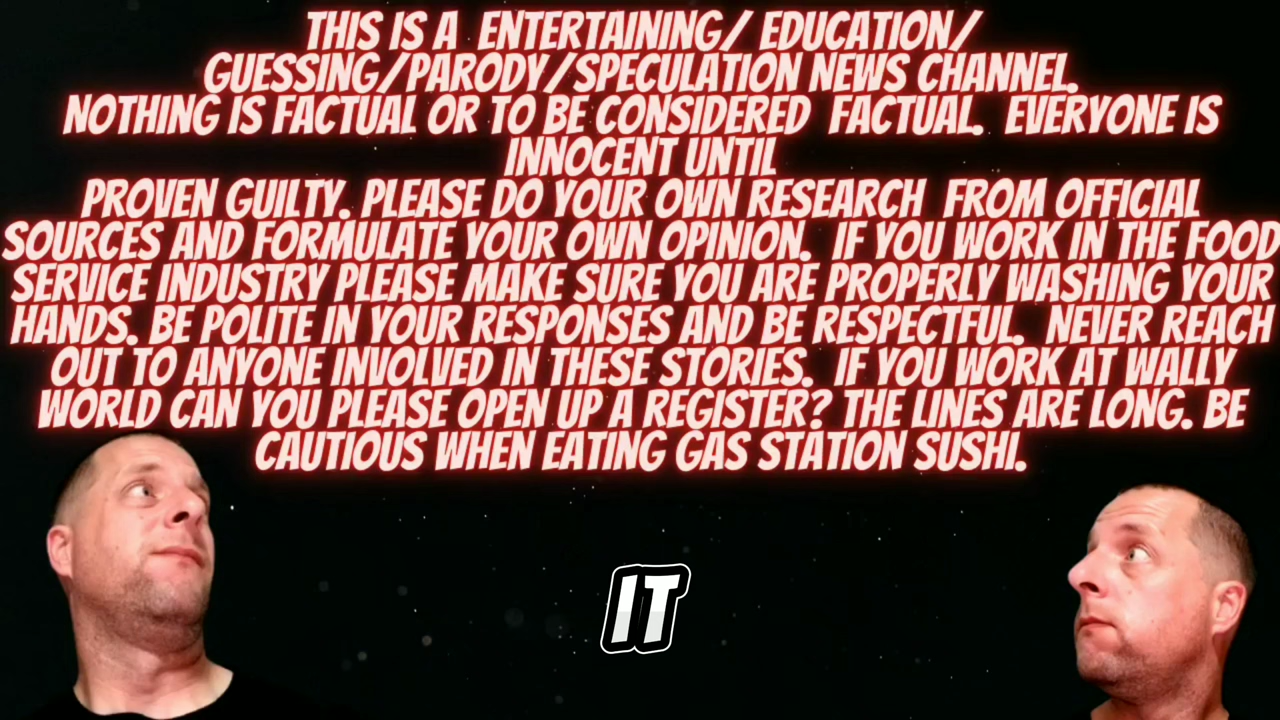 THIS IS A ENTERTAINING/ EDUCATION/
GUESSING/PARODY/SPECULATION NEWS CHANNEL.
NOTHING IS FACTUAL OR TO BE CONSIDERED FACTUAL. EVERYONE IS
INNOCENT UNTIL
PROVEN GUILTY. PLEASE DO YOUR OWN RESEARCH FROM OFFICIAL
SOURCES AND FORMULATE YOUR OWN OPINION. IF YOU WORK IN THE FOOD
SERVICE INDUSTRY PLEASE MAKE SURE YOU ARE PROPERLY WASHING YOUR
HANDS. BE POLITE IN YOUR RESPONSES AND BE RESPECTFUL. NEVER REACH
OUT TO ANYONE INVOLVED IN THESE STORIES. IF YOU WORK AT WALLY
WORLD CAN YOU PLEASE OPEN UP A REGISTER? THE LINES ARE LONG. BE
CAUTIOUS WHEN EATING GAS STATION SUSHI.
IT